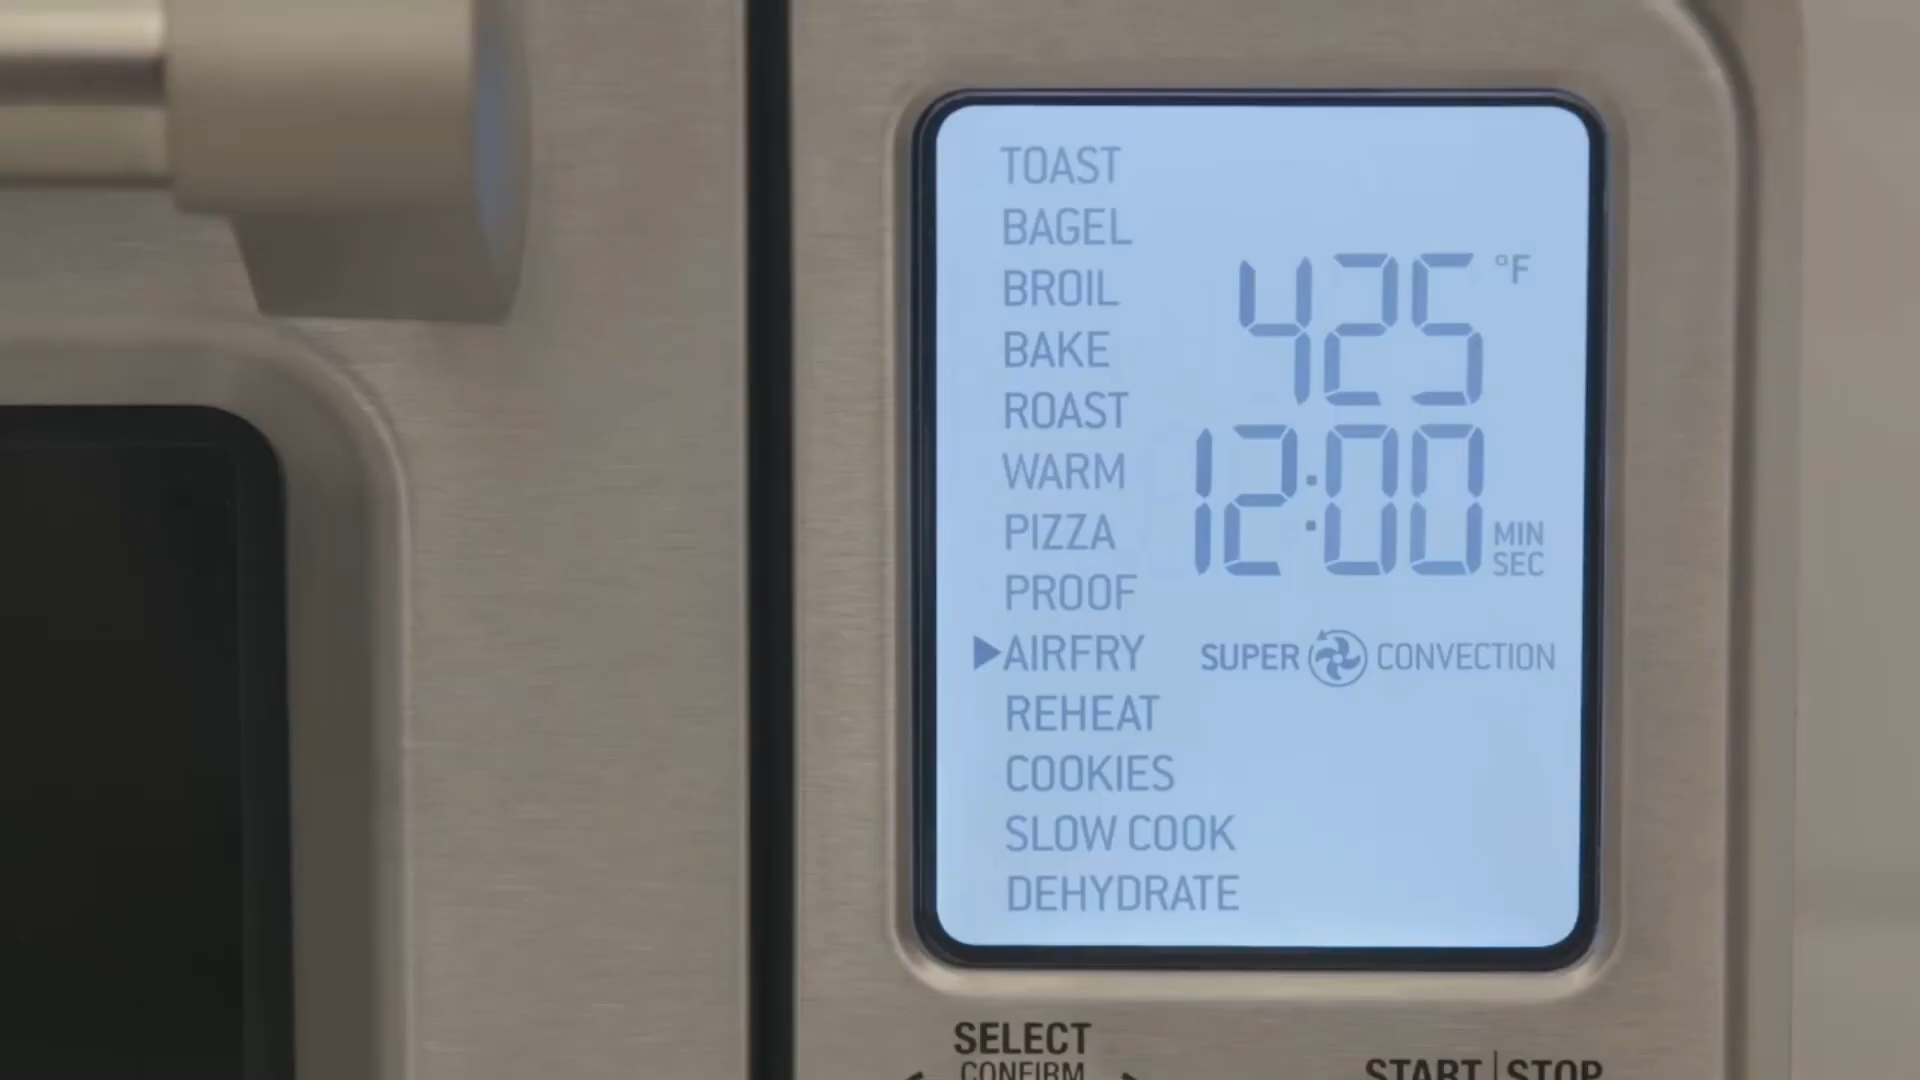 TOAST
BAGEL
BROIL
BAKE
ROAST
WARM
PIZZA
PROOF
▶AIRFRY
REHEAT
COOKIES
SLOW COOK
DEHYDRATE
425 °F
12:00 MIN SEC
SUPER CONVECTION
SELECT
CONFIRM
START|STOP